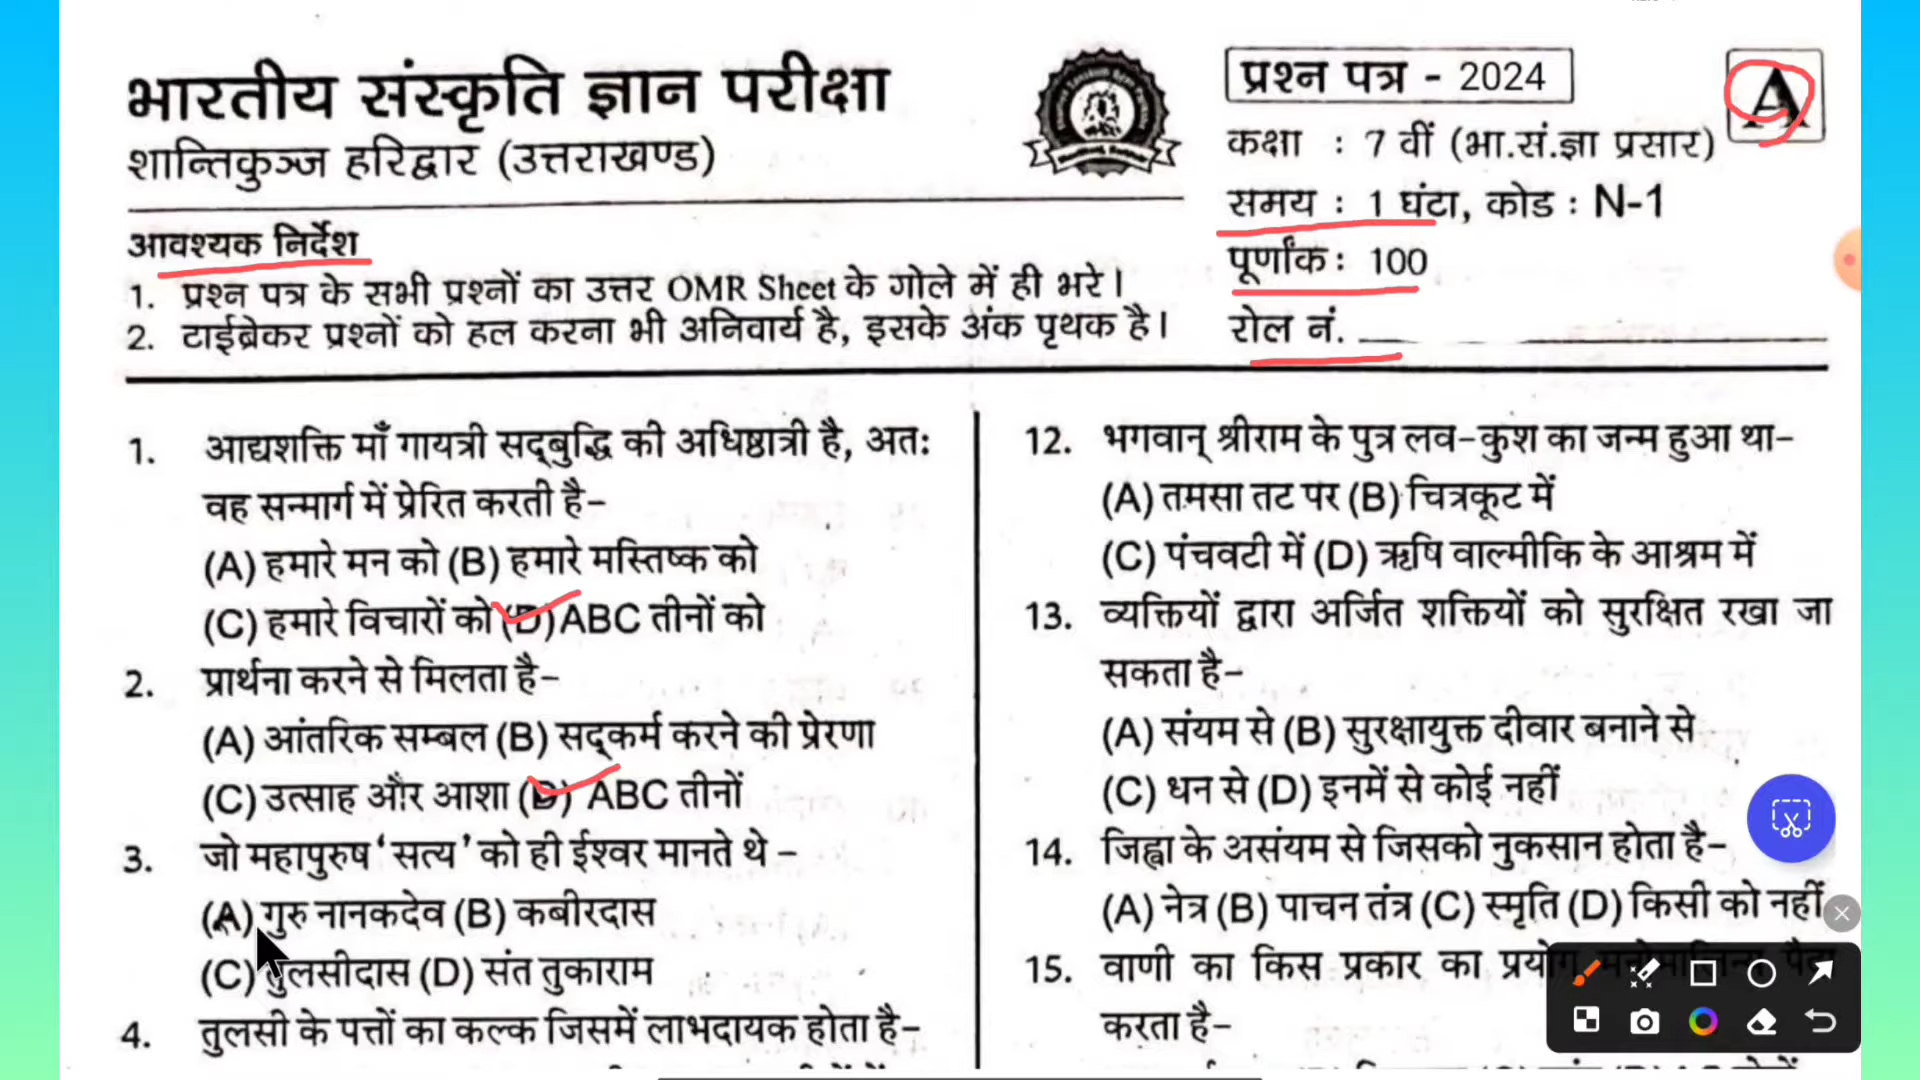 भारतीय संस्कृति ज्ञान परीक्षा
शान्तिकुञ्ज हरिद्वार (उत्तराखण्ड)
प्रश्न पत्र - 2024
A
कक्षा : 7 वीं (भा.सं.ज्ञा प्रसार)
समय : 1 घंटा, कोड : N-1
पूर्णांक : 100
रोल नं.
आवश्यक निर्देश
1. प्रश्न पत्र के सभी प्रश्नों का उत्तर OMR Sheet के गोले में ही भरे।
2. टाईब्रेकर प्रश्नों को हल करना भी अनिवार्य है, इसके अंक पृथक है।
1. आद्यशक्ति माँ गायत्री सद्बुद्धि की अधिष्ठात्री है, अतः
वह सन्मार्ग में प्रेरित करती है-
(A) हमारे मन को (B) हमारे मस्तिष्क को
(C) हमारे विचारों को (D) ABC तीनों को
2. प्रार्थना करने से मिलता है-
(A) आंतरिक सम्बल (B) सद्कर्म करने की प्रेरणा
(C) उत्साह और आशा (D) ABC तीनों
3. जो महापुरुष 'सत्य' को ही ईश्वर मानते थे -
(A) गुरु नानकदेव (B) कबीरदास
(C) तुलसीदास (D) संत तुकाराम
4. तुलसी के पत्तों का कल्क जिसमें लाभदायक होता है-
12. भगवान् श्रीराम के पुत्र लव-कुश का जन्म हुआ था-
(A) तमसा तट पर (B) चित्रकूट में
(C) पंचवटी में (D) ऋषि वाल्मीकि के आश्रम में
13. व्यक्तियों द्वारा अर्जित शक्तियों को सुरक्षित रखा जा
सकता है-
(A) संयम से (B) सुरक्षायुक्त दीवार बनाने से
(C) धन से (D) इनमें से कोई नहीं
14. जिह्वा के असंयम से जिसको नुकसान होता है-
(A) नेत्र (B) पाचन तंत्र (C) स्मृति (D) किसी को नहीं
15. वाणी का किस प्रकार का प्रयोग मनोमालिन्य पैदा
करता है-